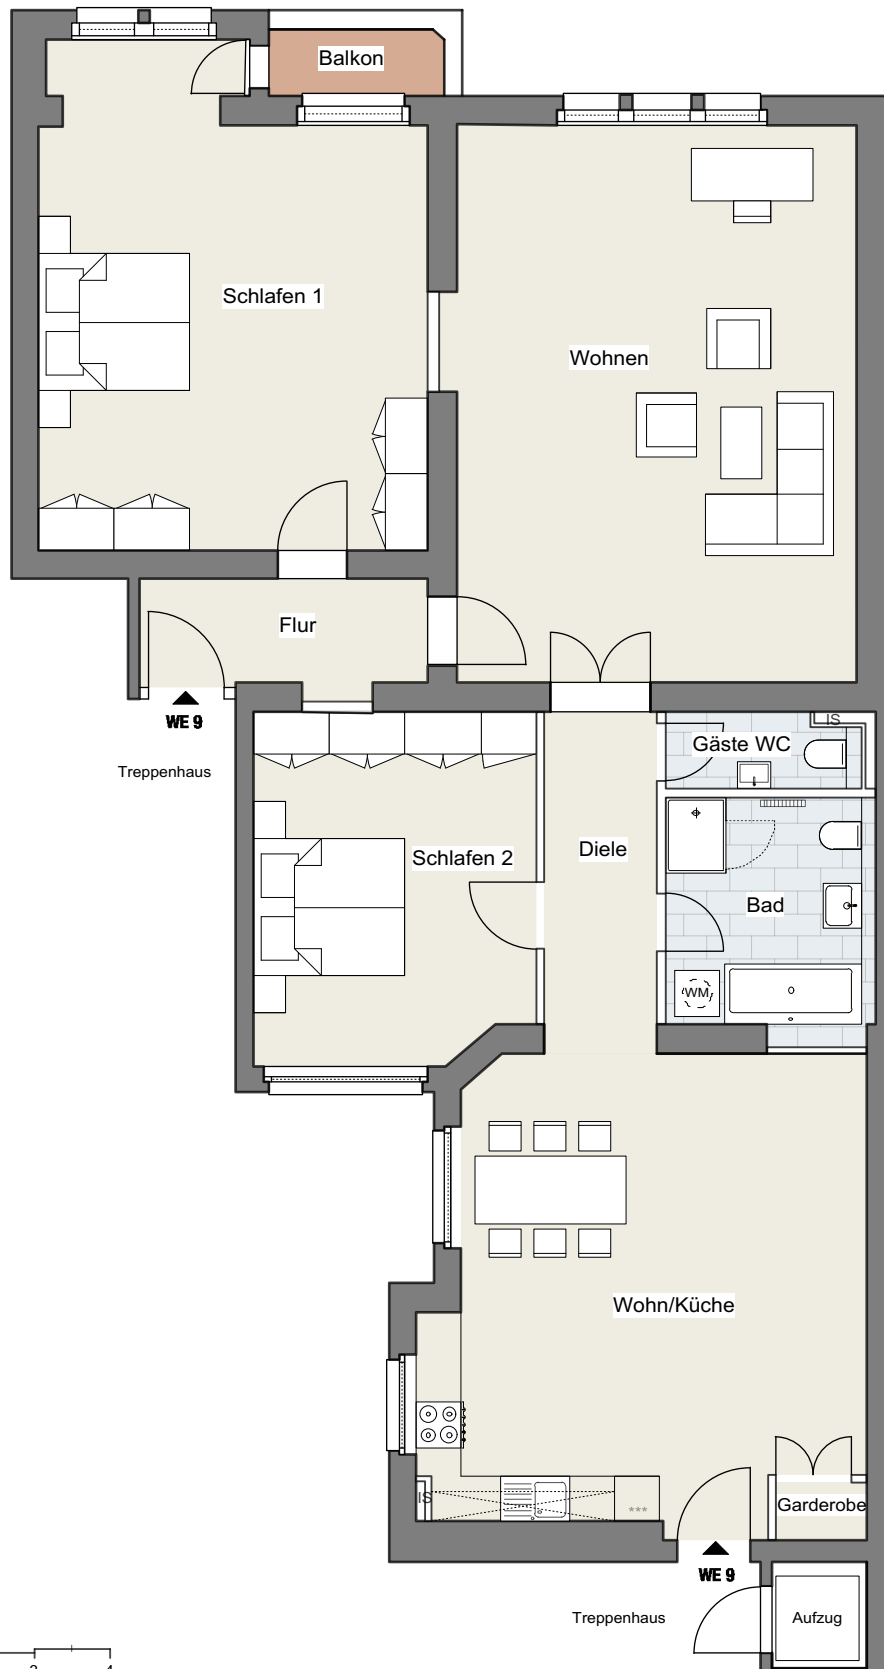 Balkon
Schlafen 1
Wohnen
Flur
WE 9
Treppenhaus
IS
Gäste WC
Schlafen 2
Diele
Bad
WM
Wohn/Küche
IS
***
Garderobe
WE 9
Treppenhaus
Aufzug